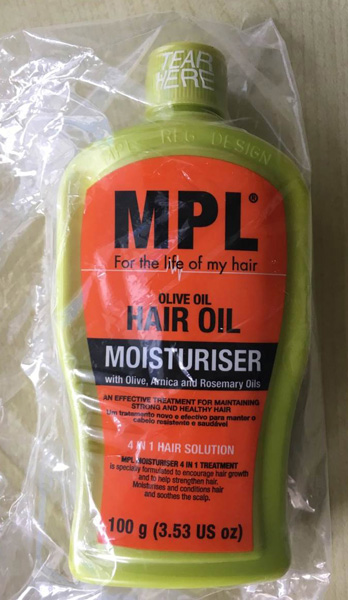 TEAR
HERE
MPL REG DESIGN
MPL®
For the life of my hair
OLIVE OIL
HAIR OIL
MOISTURISER
with Olive, Arnica and Rosemary Oils
AN EFFECTIVE TREATMENT FOR MAINTAINING
STRONG AND HEALTHY HAIR
Um tratamento novo e efectivo para manter o
cabelo resistente e saudável
4 IN 1 HAIR SOLUTION
MPL MOISTURISER 4 IN 1 TREATMENT
is specially formulated to encourage hair growth
and to help strengthen hair.
Moisturises and conditions hair
and soothes the scalp.
100 g (3.53 US oz)